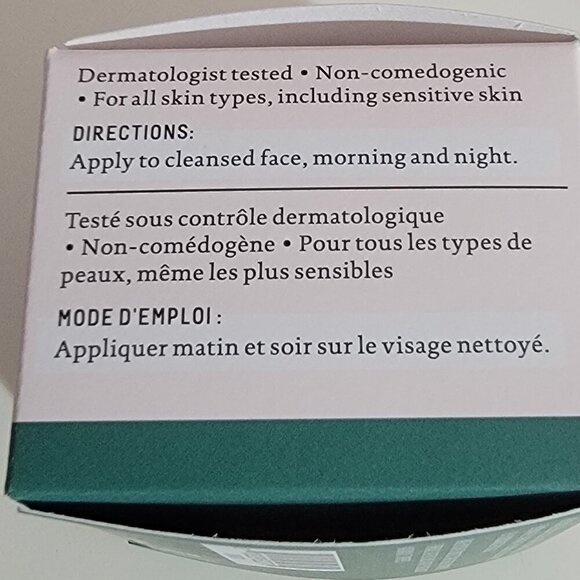 Dermatologist tested • Non-comedogenic
• For all skin types, including sensitive skin
DIRECTIONS:
Apply to cleansed face, morning and night.
Testé sous contrôle dermatologique
• Non-comédogène • Pour tous les types de
peaux, même les plus sensibles
MODE D'EMPLOI :
Appliquer matin et soir sur le visage nettoyé.